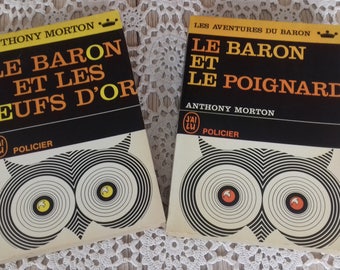 ANTHONY MORTON
LE BARON
ET LES
ŒUFS D'OR
J'AI LU
POLICIER
LES AVENTURES DU BARON
LE BARON
ET
LE POIGNARD
ANTHONY MORTON
J'AI LU
POLICIER